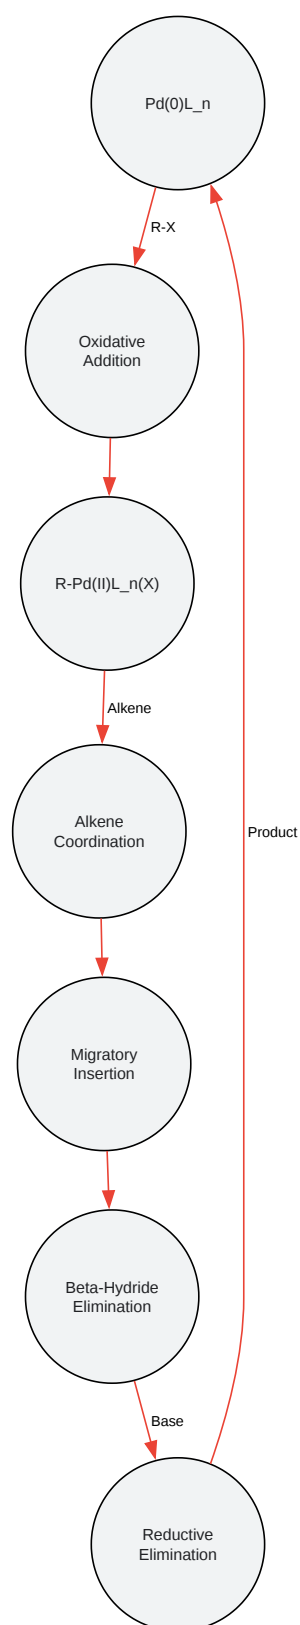 Pd(0)L_n
R-X
Oxidative
Addition
R-Pd(II)L_n(X)
Alkene
Alkene
Coordination
Product
Migratory
Insertion
Beta-Hydride
Elimination
Base
Reductive
Elimination